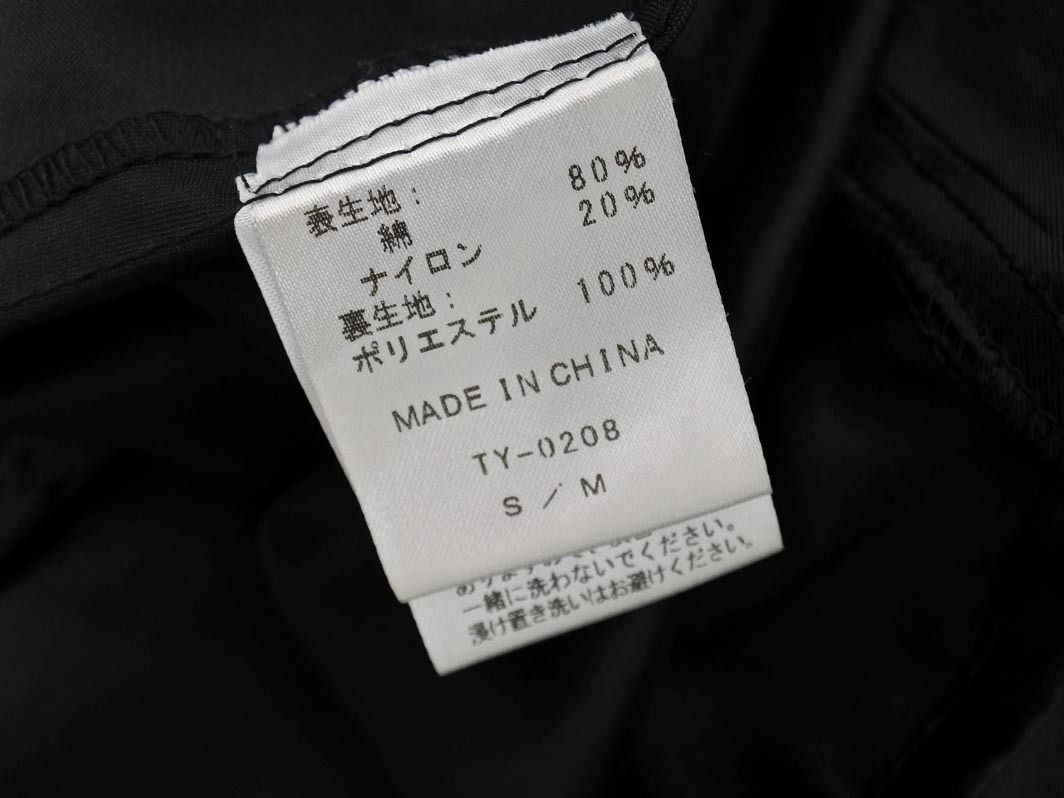 表生地：
綿 80%
ナイロン 20%
裏生地：
ポリエステル 100%
MADE IN CHINA
TY-0208
S / M
一緒に洗わないでください。
浸け置き洗いはお避けください。